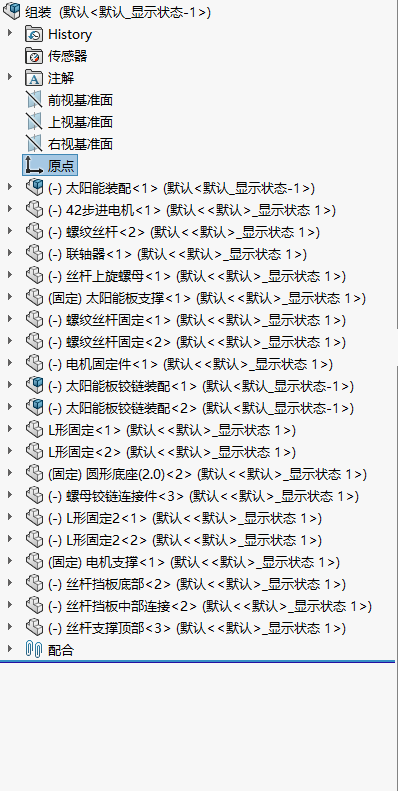 组装 (默认<默认_显示状态-1>)
History
传感器
注解
前视基准面
上视基准面
右视基准面
原点
(-) 太阳能装配<1> (默认<默认_显示状态-1>)
(-) 42步进电机<1> (默认<<默认>_显示状态 1>)
(-) 螺纹丝杆<2> (默认<<默认>_显示状态 1>)
(-) 联轴器<1> (默认<<默认>_显示状态 1>)
(-) 丝杆上旋螺母<1> (默认<<默认>_显示状态 1>)
(固定) 太阳能板支撑<1> (默认<<默认>_显示状态 1>)
(-) 螺纹丝杆固定<1> (默认<<默认>_显示状态 1>)
(-) 螺纹丝杆固定<2> (默认<<默认>_显示状态 1>)
(-) 电机固定件<1> (默认<<默认>_显示状态 1>)
(-) 太阳能板铰链装配<1> (默认<默认_显示状态-1>)
(-) 太阳能板铰链装配<2> (默认<默认_显示状态-1>)
L形固定<1> (默认<<默认>_显示状态 1>)
L形固定<2> (默认<<默认>_显示状态 1>)
(固定) 圆形底座(2.0)<2> (默认<<默认>_显示状态 1>)
(-) 螺母铰链连接件<3> (默认<<默认>_显示状态 1>)
(-) L形固定2<1> (默认<<默认>_显示状态 1>)
(-) L形固定2<2> (默认<<默认>_显示状态 1>)
(固定) 电机支撑<1> (默认<<默认>_显示状态 1>)
(-) 丝杆挡板底部<2> (默认<<默认>_显示状态 1>)
(-) 丝杆挡板中部连接<2> (默认<<默认>_显示状态 1>)
(-) 丝杆支撑顶部<3> (默认<<默认>_显示状态 1>)
配合